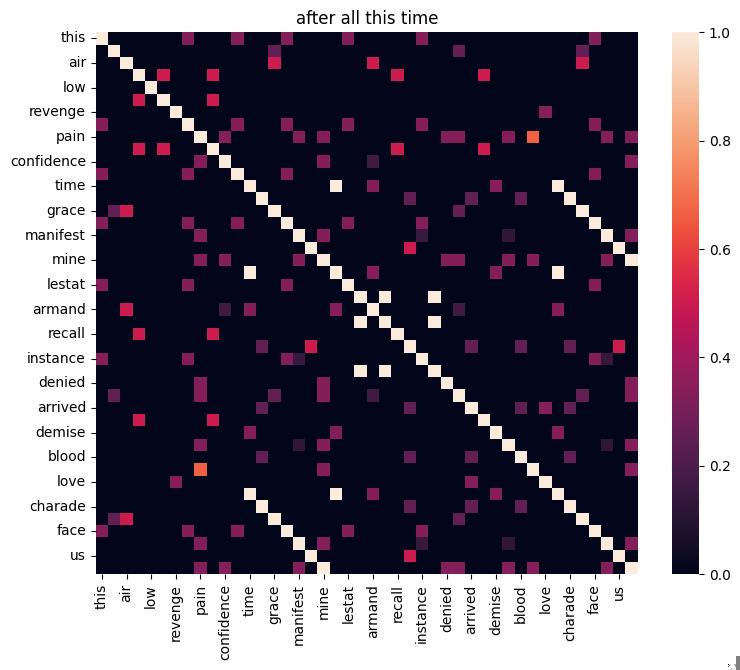 after all this time
this
air
low
revenge
pain
confidence
time
grace
manifest
mine
lestat
armand
recall
instance
denied
arrived
demise
blood
love
charade
face
us
1.0
0.8
0.6
0.4
0.2
0.0
this
air
low
revenge
pain
confidence
time
grace
manifest
mine
lestat
armand
recall
instance
denied
arrived
demise
blood
love
charade
face
us